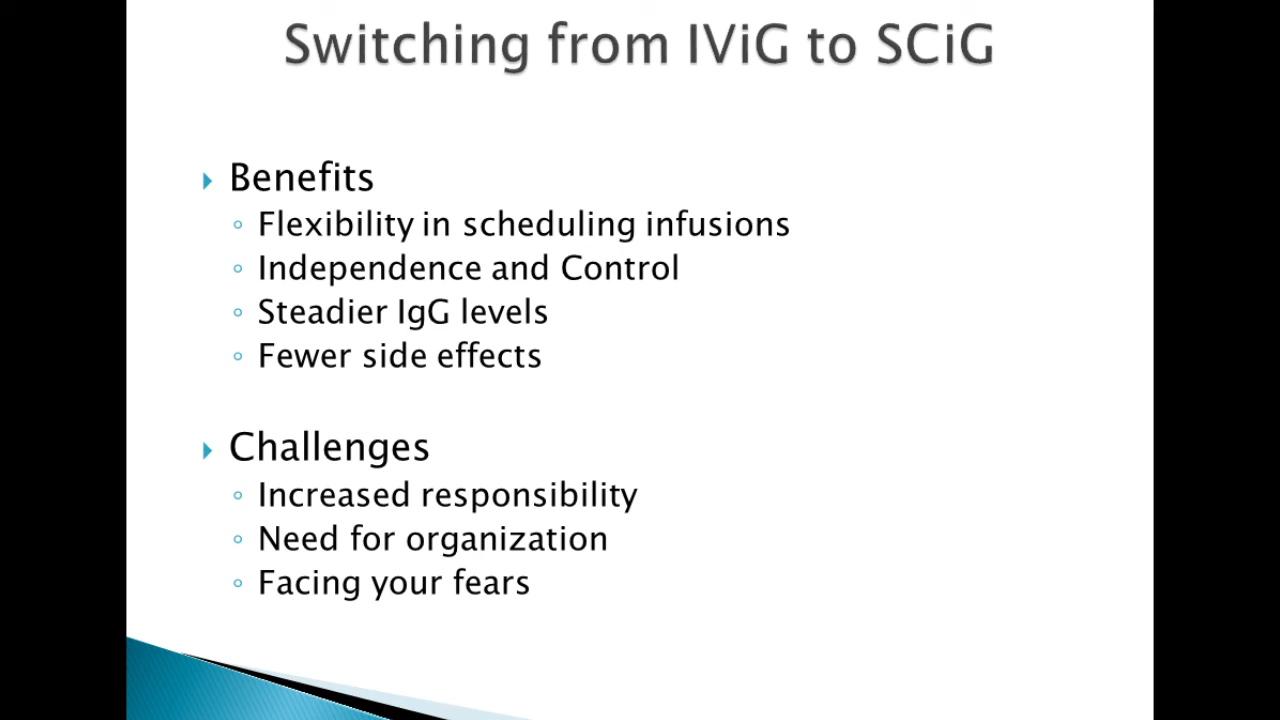 Switching from IViG to SCiG
Benefits
Flexibility in scheduling infusions
Independence and Control
Steadier IgG levels
Fewer side effects
Challenges
Increased responsibility
Need for organization
Facing your fears